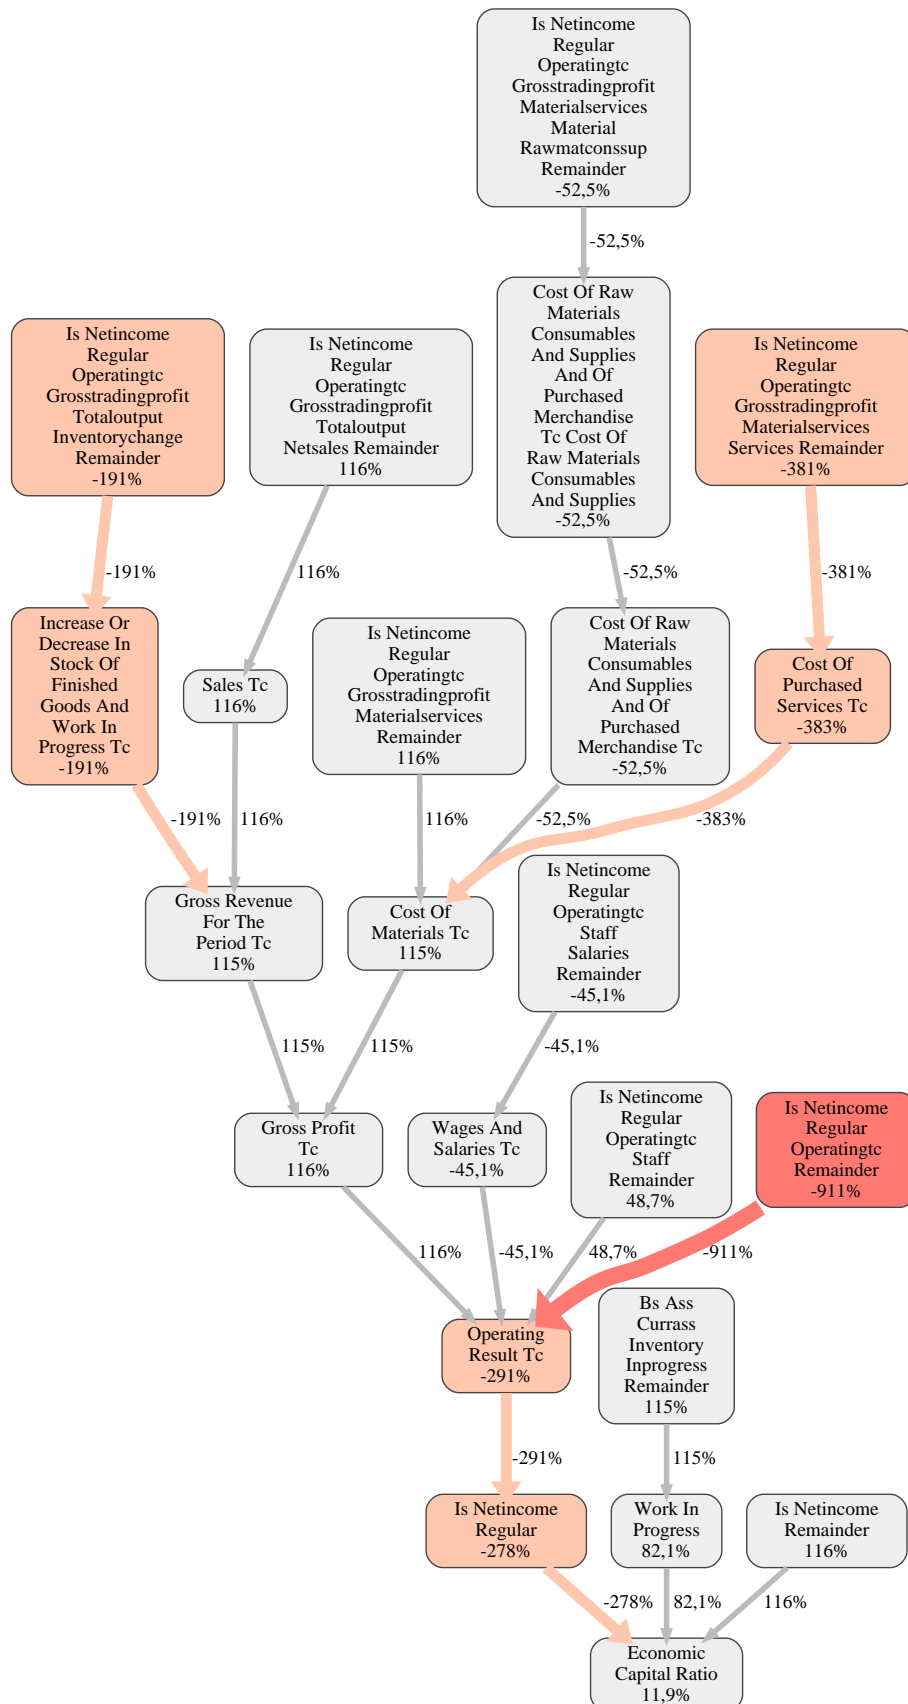 Is Netincome
Regular
Operatingtc
Grosstradingprofit
Materialservices
Material
Rawmatconssup
Remainder
-52,5%
-52,5%
Is Netincome
Regular
Operatingtc
Grosstradingprofit
Totaloutput
Inventorychange
Remainder
-191%
Is Netincome
Regular
Operatingtc
Grosstradingprofit
Totaloutput
Netsales Remainder
116%
Cost Of Raw
Materials
Consumables
And Supplies
And Of
Purchased
Merchandise
Tc Cost Of
Raw Materials
Consumables
And Supplies
-52,5%
Is Netincome
Regular
Operatingtc
Grosstradingprofit
Materialservices
Services Remainder
-381%
-191%
116%
-52,5%
-381%
Increase Or
Decrease In
Stock Of
Finished
Goods And
Work In
Progress Tc
-191%
Sales Tc
116%
Is Netincome
Regular
Operatingtc
Grosstradingprofit
Materialservices
Remainder
116%
Cost Of Raw
Materials
Consumables
And Supplies
And Of
Purchased
Merchandise Tc
-52,5%
Cost Of
Purchased
Services Tc
-383%
-191%
116%
116%
-52,5%
-383%
Gross Revenue
For The
Period Tc
115%
Cost Of
Materials Tc
115%
Is Netincome
Regular
Operatingtc
Staff
Salaries
Remainder
-45,1%
115%
115%
-45,1%
Gross Profit
Tc
116%
Wages And
Salaries Tc
-45,1%
Is Netincome
Regular
Operatingtc
Staff
Remainder
48,7%
Is Netincome
Regular
Operatingtc
Remainder
-911%
116%
-45,1%
48,7%
-911%
Operating
Result Tc
-291%
Bs Ass
Currass
Inventory
Inprogress
Remainder
115%
-291%
115%
Is Netincome
Regular
-278%
Work In
Progress
82,1%
Is Netincome
Remainder
116%
-278%
82,1%
116%
Economic
Capital Ratio
11,9%